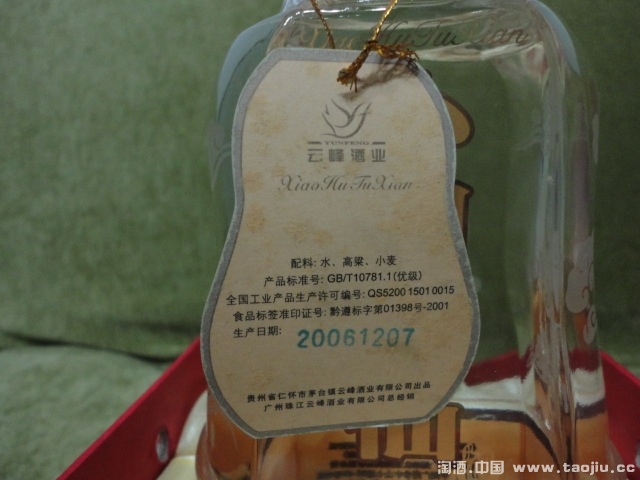 HuTuXian
YUNFENG
云峰酒业
XiaoHuTuXian
配料: 水、高粱、小麦
产品标准号: GB/T10781.1(优级)
全国工业产品生产许可编号: QS5200 1501 0015
食品标签准印证号: 黔遵标字第01398号-2001
生产日期: 20061207
贵州省仁怀市茅台镇云峰酒业有限公司出品
广州珠江云峰酒业有限公司总经销
淘酒.中国 www.taojiu.cc